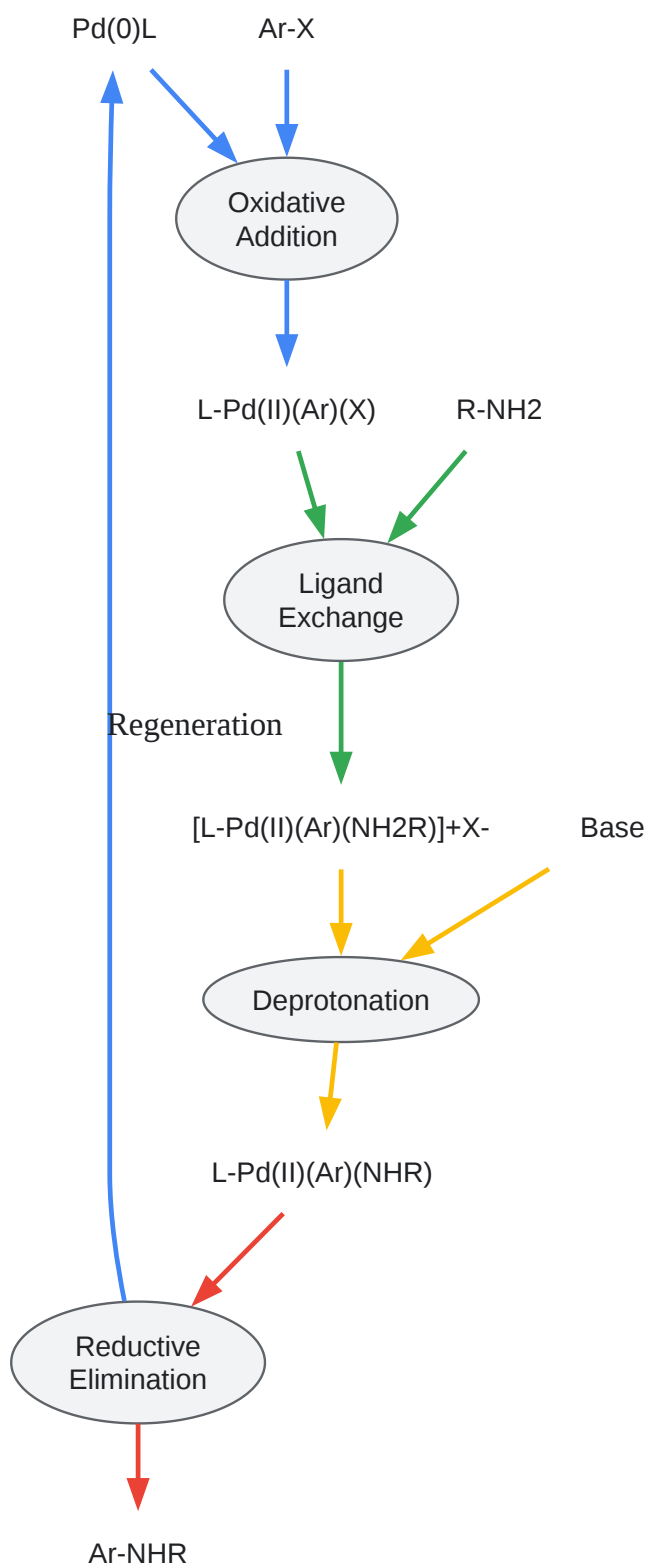 Pd(0)L
Ar-X
Oxidative
Addition
L-Pd(II)(Ar)(X)
R-NH2
Ligand
Exchange
Regeneration
[L-Pd(II)(Ar)(NH2R)]+X-
Base
Deprotonation
L-Pd(II)(Ar)(NHR)
Reductive
Elimination
Ar-NHR